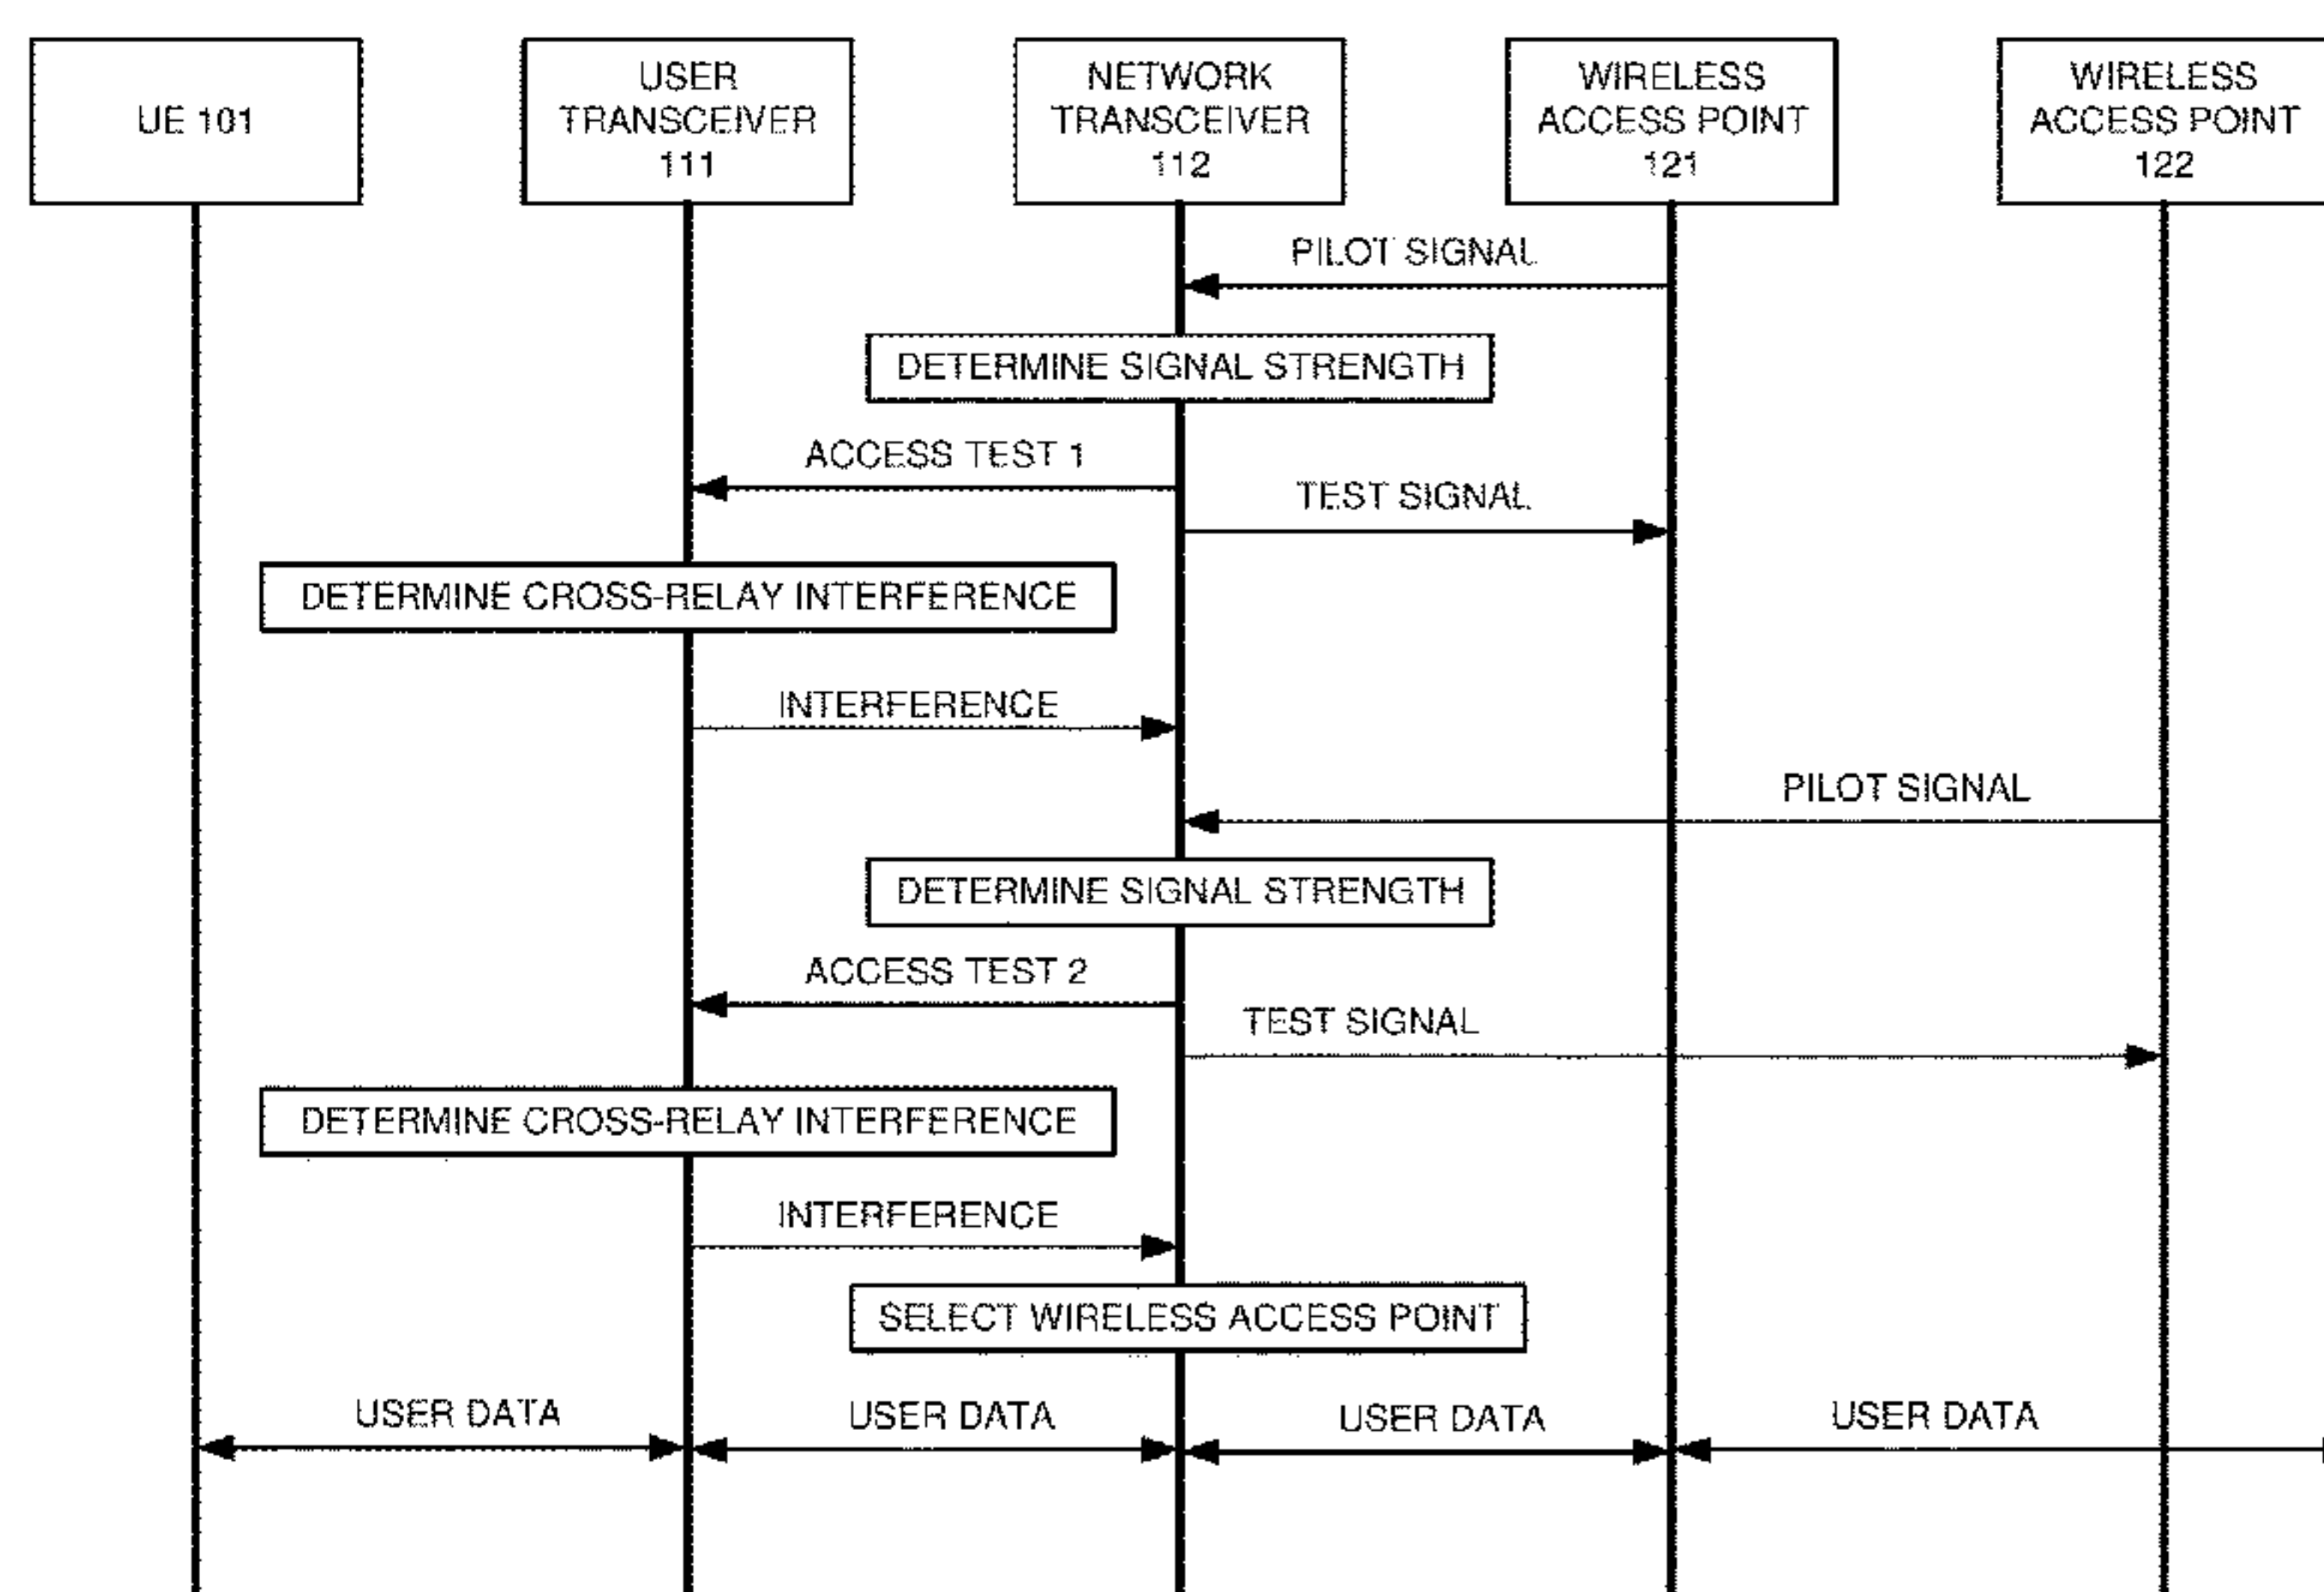 UE 101
USER
TRANSCEIVER
111
NETWORK
TRANSCEIVER
112
WIRELESS
ACCESS POINT
121
WIRELESS
ACCESS POINT
122
PILOT SIGNAL
DETERMINE SIGNAL STRENGTH
ACCESS TEST 1
TEST SIGNAL
DETERMINE CROSS-RELAY INTERFERENCE
INTERFERENCE
PILOT SIGNAL
DETERMINE SIGNAL STRENGTH
ACCESS TEST 2
TEST SIGNAL
DETERMINE CROSS-RELAY INTERFERENCE
INTERFERENCE
SELECT WIRELESS ACCESS POINT
USER DATA
USER DATA
USER DATA
USER DATA